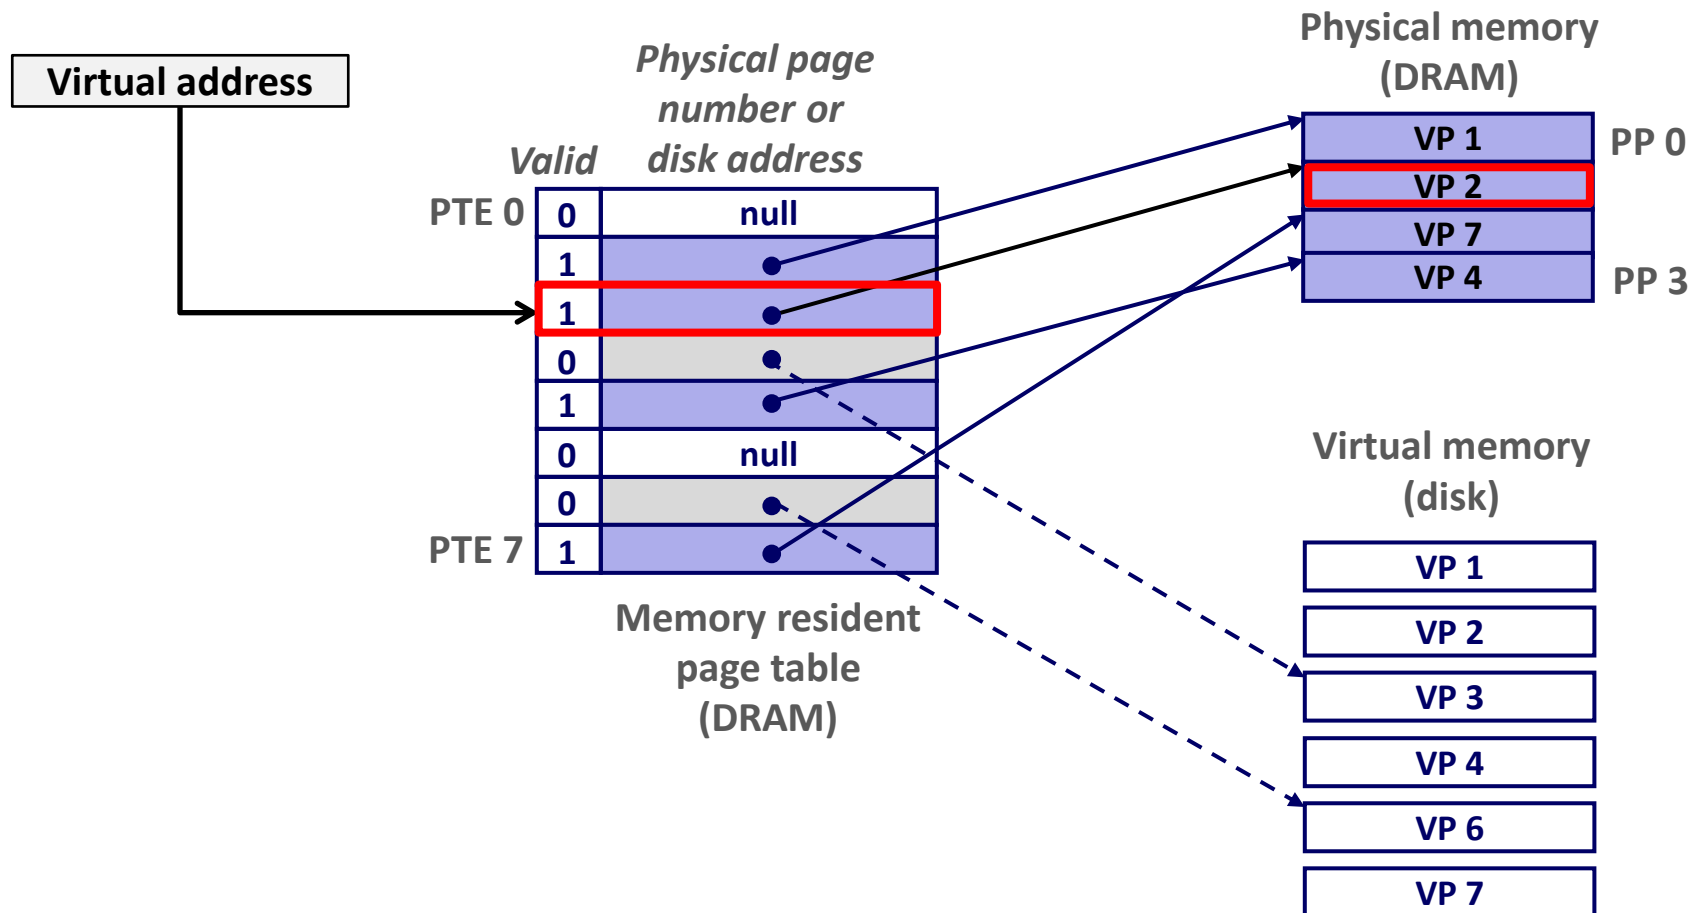 Virtual address
Physical page
number or
disk address
Valid
PTE 0
0
null
1
1
0
1
0
null
0
PTE 7
1
Memory resident
page table
(DRAM)
Physical memory
(DRAM)
VP 1
PP 0
VP 2
VP 7
VP 4
PP 3
Virtual memory
(disk)
VP 1
VP 2
VP 3
VP 4
VP 6
VP 7